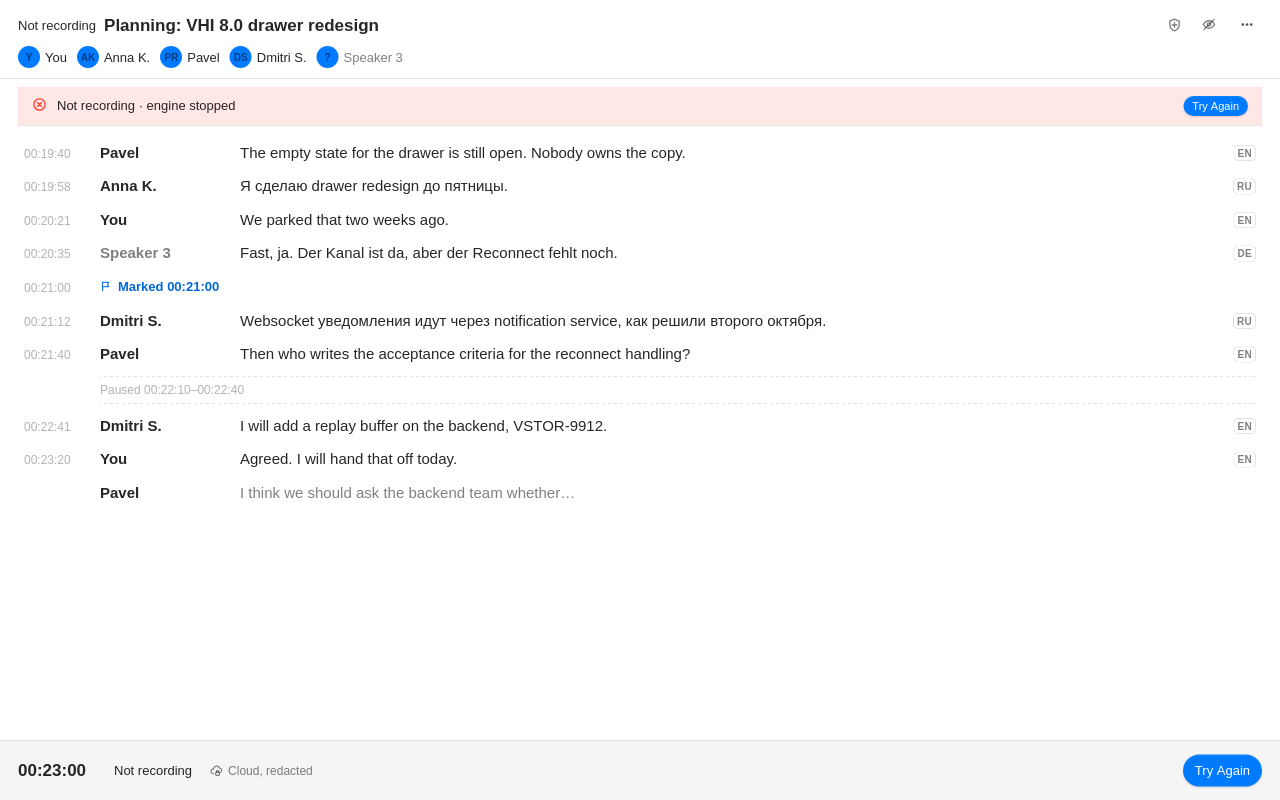 Not recording Planning: VHI 8.0 drawer redesign
Y You AK Anna K. PR Pavel DS Dmitri S. ? Speaker 3
Not recording · engine stopped Try Again
00:19:40 Pavel The empty state for the drawer is still open. Nobody owns the copy. EN
00:19:58 Anna K. Я сделаю drawer redesign до пятницы. RU
00:20:21 You We parked that two weeks ago. EN
00:20:35 Speaker 3 Fast, ja. Der Kanal ist da, aber der Reconnect fehlt noch. DE
00:21:00 Marked 00:21:00
00:21:12 Dmitri S. Websocket уведомления идут через notification service, как решили второго октября. RU
00:21:40 Pavel Then who writes the acceptance criteria for the reconnect handling? EN
Paused 00:22:10–00:22:40
00:22:41 Dmitri S. I will add a replay buffer on the backend, VSTOR-9912. EN
00:23:20 You Agreed. I will hand that off today. EN
Pavel I think we should ask the backend team whether…
00:23:00 Not recording Cloud, redacted Try Again